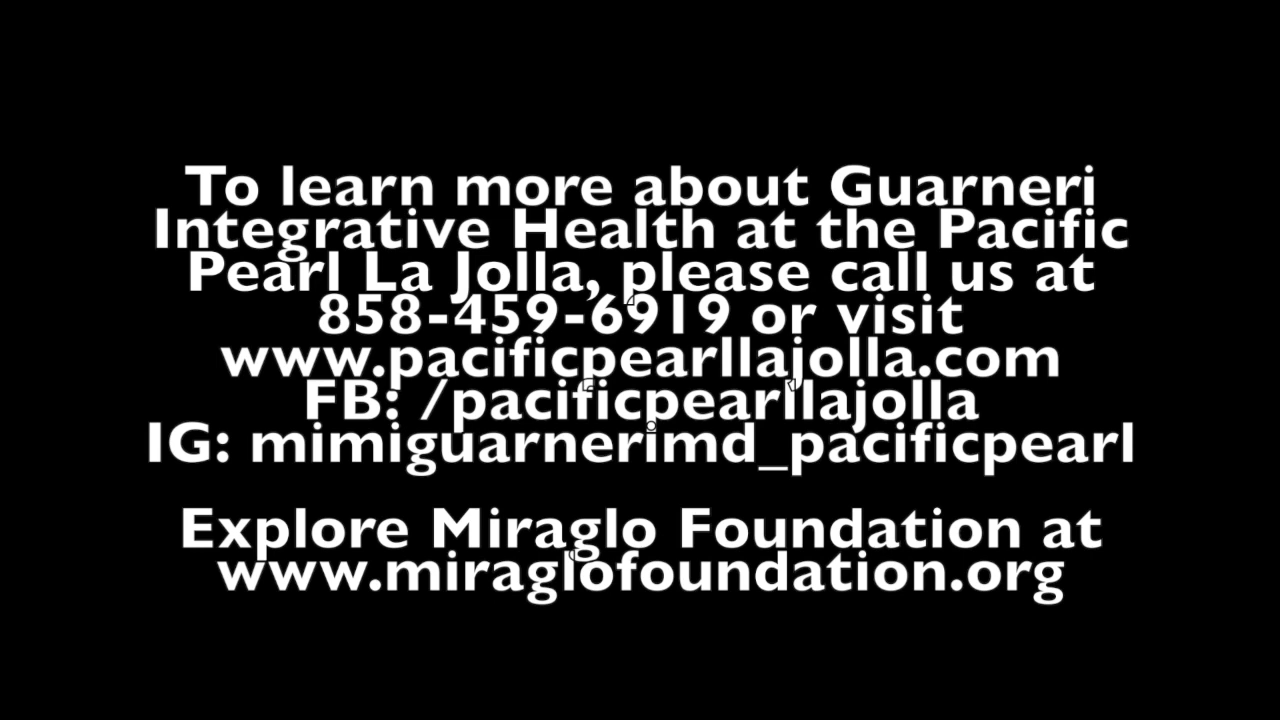 To learn more about Guarneri
Integrative Health at the Pacific
Pearl La Jolla, please call us at
858-459-6919 or visit
www.pacificpearllajolla.com
FB: /pacificpearllajolla
IG: mimiguarnerimd_pacificpearl
Explore Miraglo Foundation at
www.miraglofoundation.org